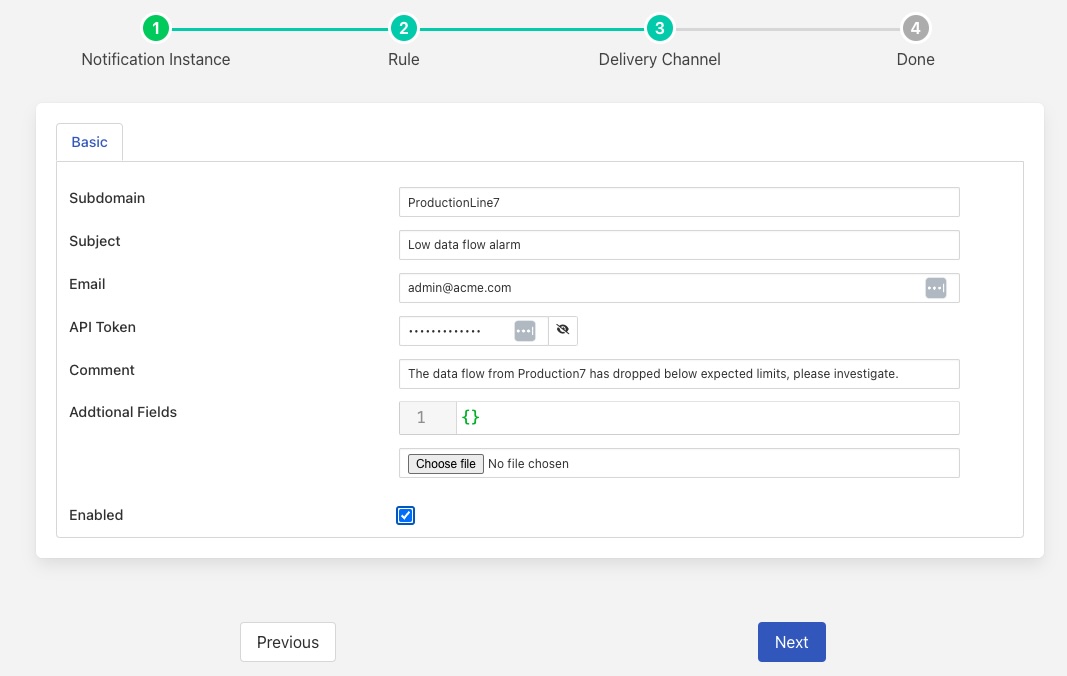 1 2 3 4
Notification Instance Rule Delivery Channel Done
Basic
Subdomain ProductionLine7
Subject Low data flow alarm
Email admin@acme.com
API Token •••••••••••••
Comment The data flow from Production7 has dropped below expected limits, please investigate.
Addtional Fields 1 {}
Choose file No file chosen
Enabled
Previous Next